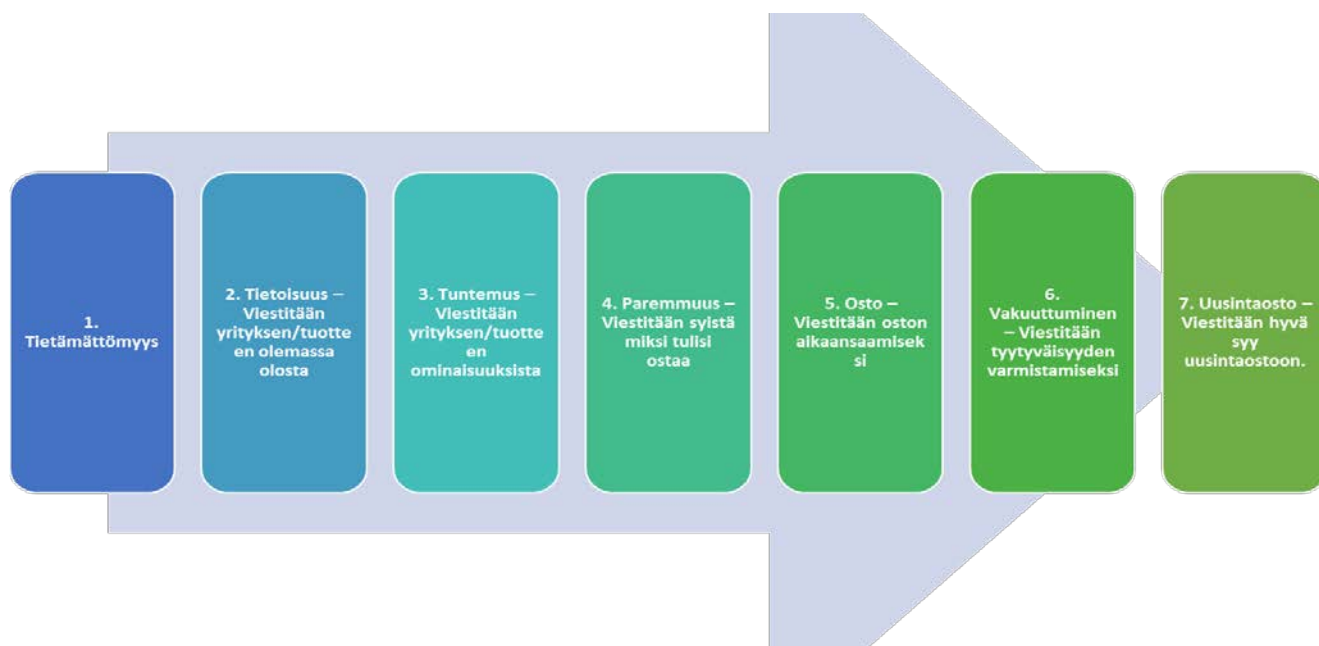 1.
Tietämättömyys
2. Tietoisuus –
Viestitään
yrityksen/tuotte
en olemassa
olosta
3. Tuntemus –
Viestitään
yrityksen/tuotte
en
ominaisuuksista
4. Paremmuus –
Viestitään syistä
miksi tulisi
ostaa
5. Osto –
Viestitään oston
aikaansaamisek
si
6.
Vakuuttuminen
– Viestitään
tyytyväisyyden
varmistamiseksi
7. Uusintaosto –
Viestitään hyvä
syy
uusintaostoon.